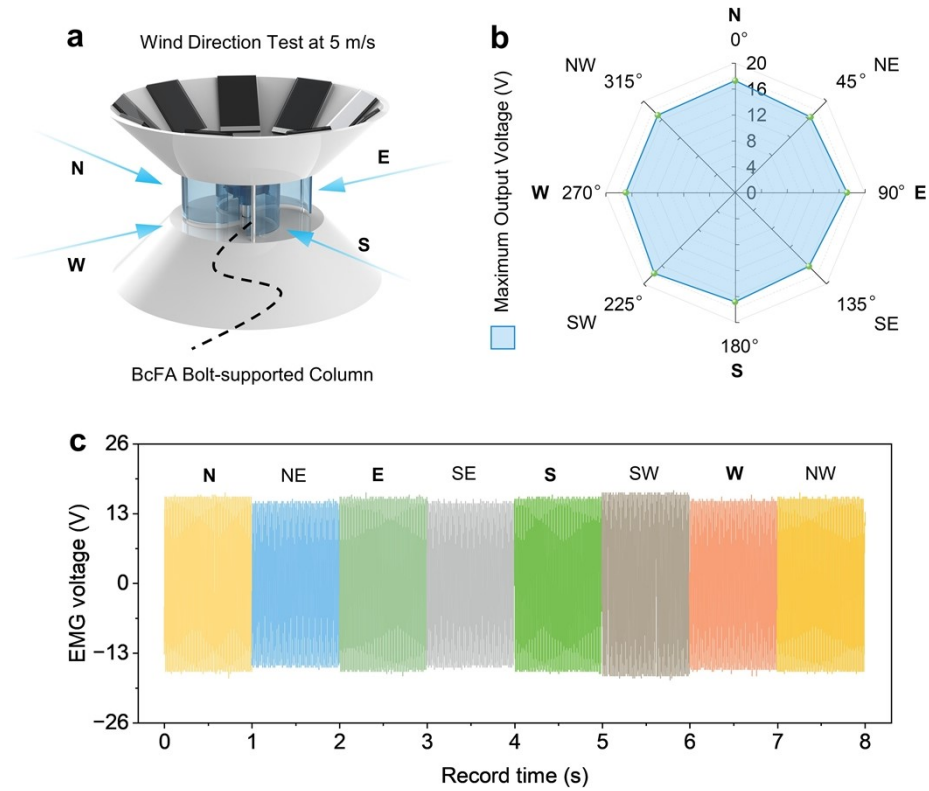 a
Wind Direction Test at 5 m/s
N
E
W
S
BcFA Bolt-supported Column
b
Maximum Output Voltage (V)
N
0°
NW
315°
20
16
12
8
4
0
45°
NE
W 270°
90° E
225°
SW
135°
SE
180°
S
c
EMG voltage (V)
26
13
0
−13
−26
N NE E SE S SW W NW
0 1 2 3 4 5 6 7 8
Record time (s)